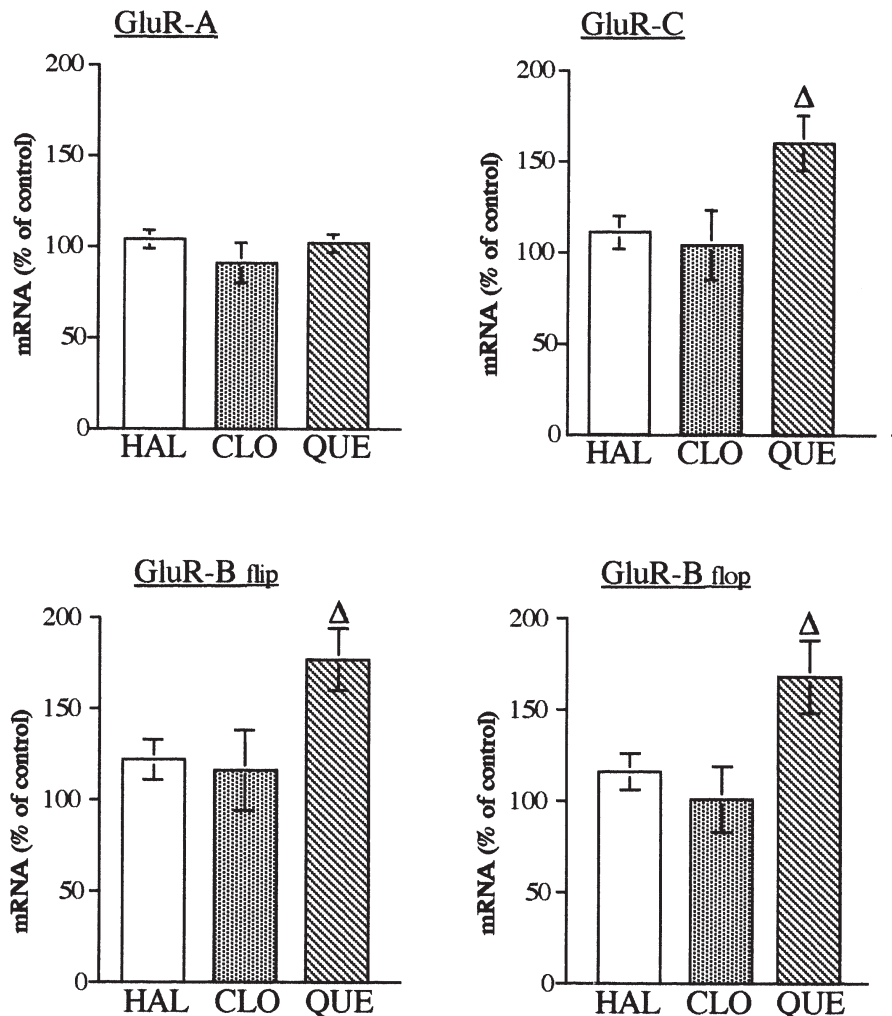 GluR-A
mRNA (% of control)
200
150
100
50
0
HAL CLO QUE
GluR-C
mRNA (% of control)
200
150
100
50
0
Δ
HAL CLO QUE
GluR-B flip
mRNA (% of control)
200
150
100
50
0
Δ
HAL CLO QUE
GluR-B flop
mRNA (% of control)
200
150
100
50
0
Δ
HAL CLO QUE